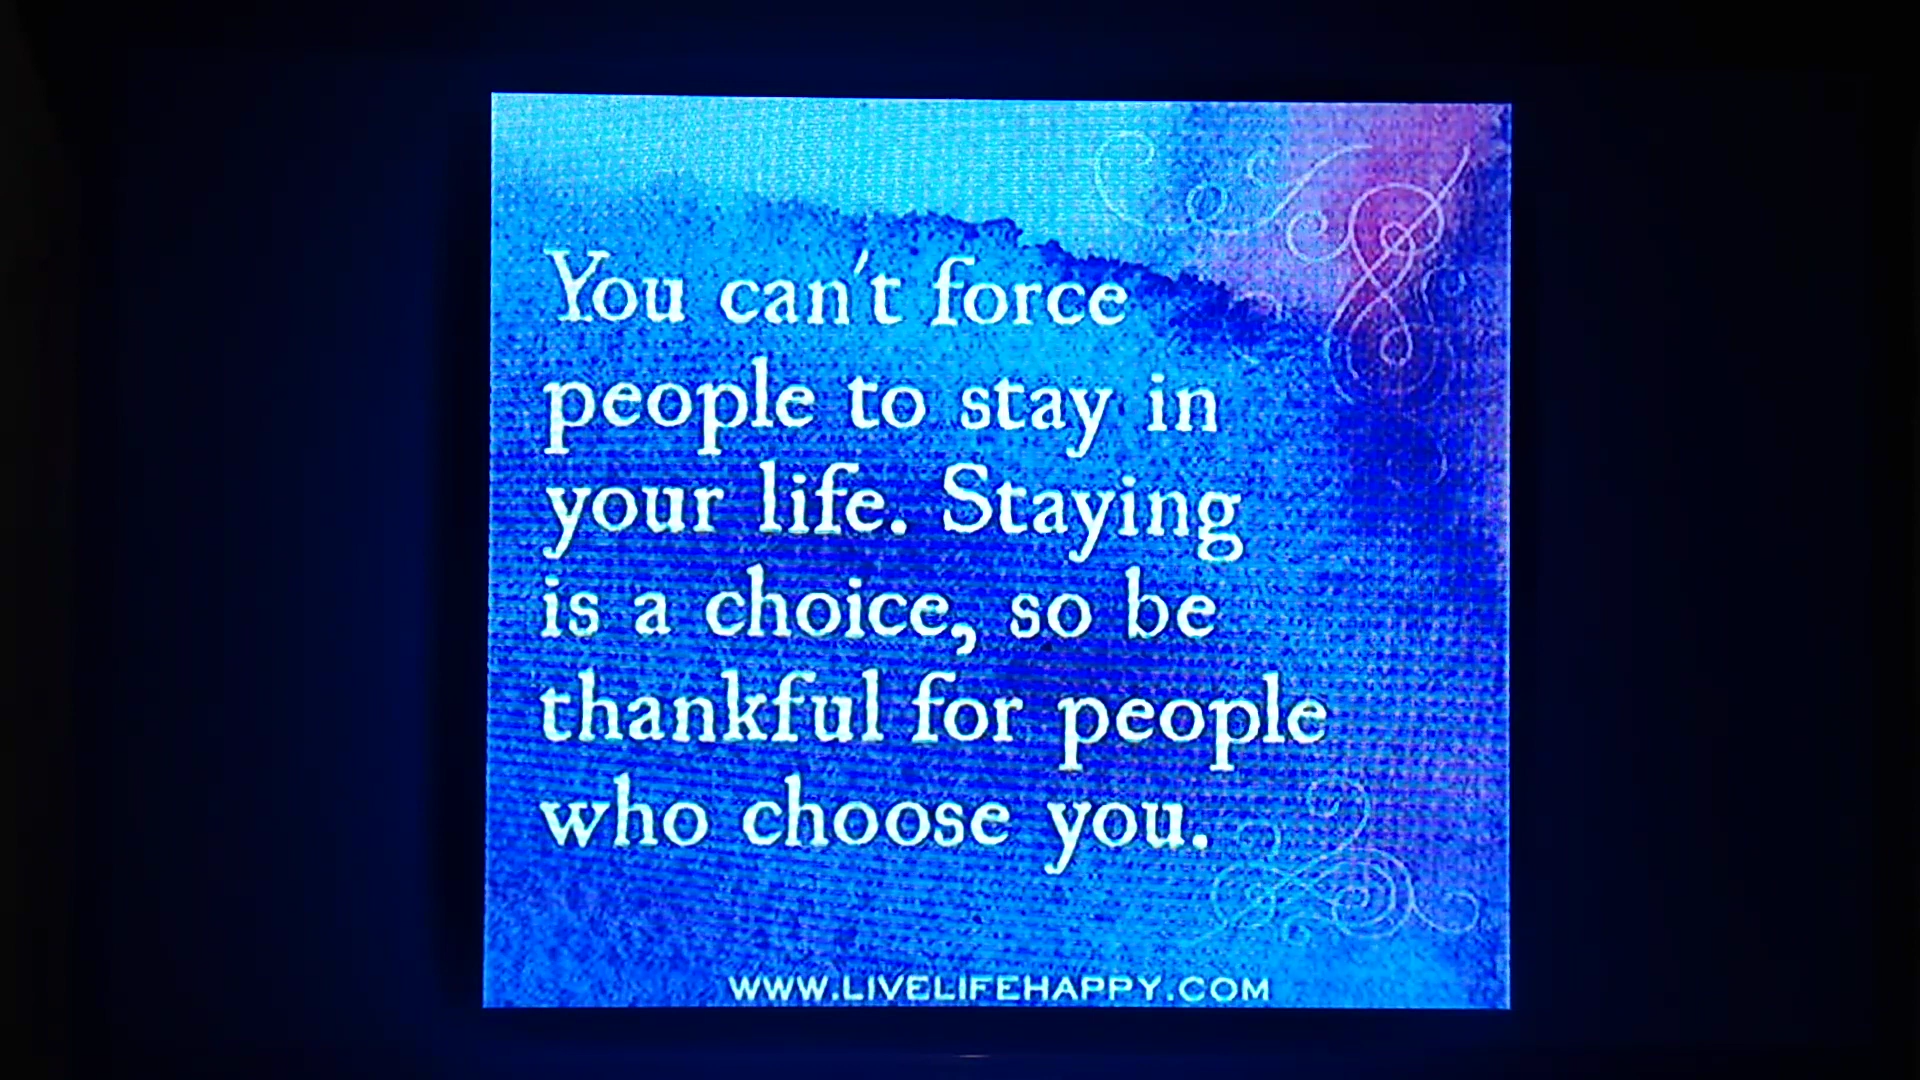 You can't force
people to stay in
your life. Staying
is a choice, so be
thankful for people
who choose you.
WWW.LIVELIFEHAPPY.COM